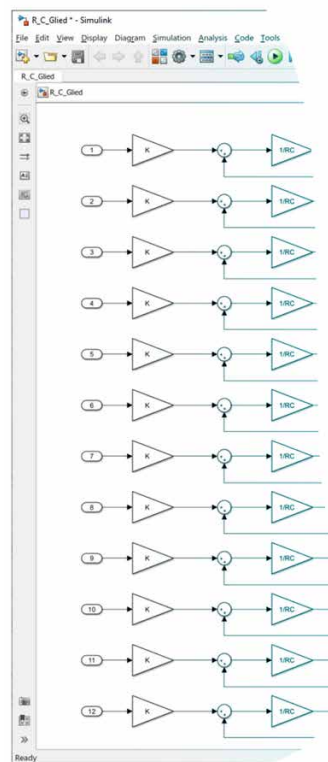 R_C_Glied * - Simulink
File Edit View Display Diagram Simulation Analysis Code Tools
R_C_Glied
R_C_Glied
1 K 1/RC
2 K 1/RC
3 K 1/RC
4 K 1/RC
5 K 1/RC
6 K 1/RC
7 K 1/RC
8 K 1/RC
9 K 1/RC
10 K 1/RC
11 K 1/RC
12 K 1/RC
Ready